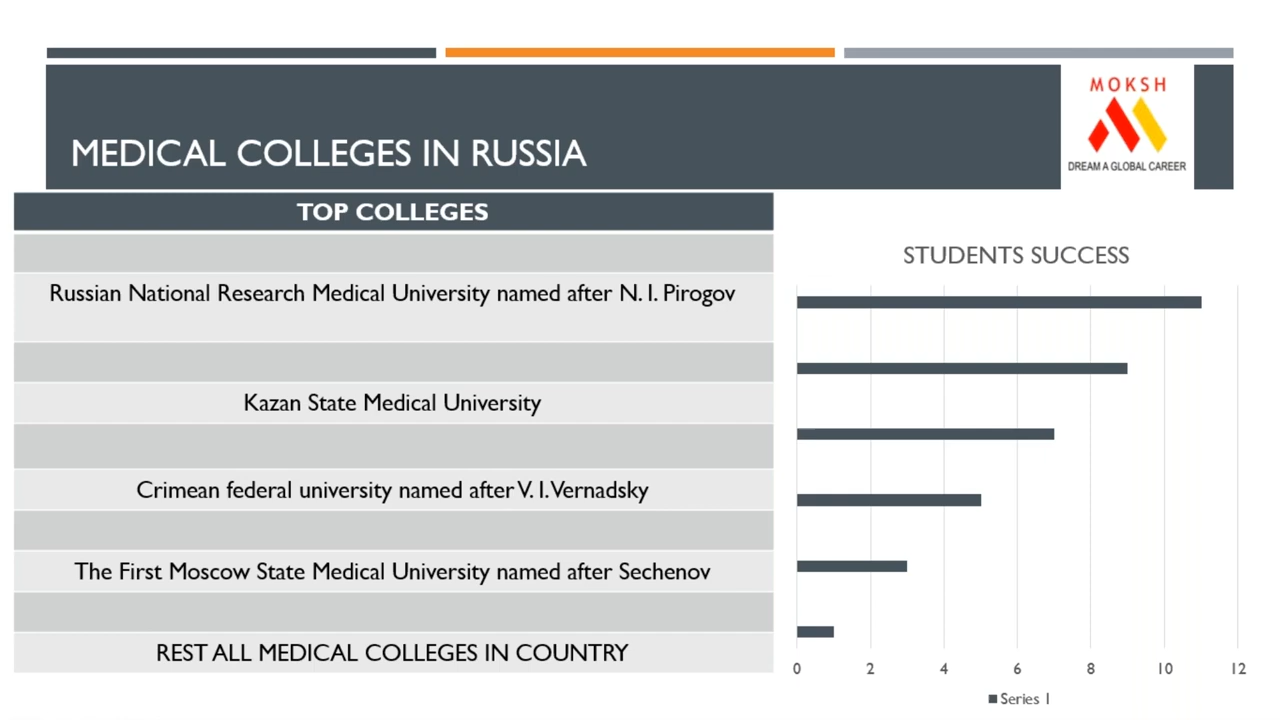 MOKSH
DREAM A GLOBAL CAREER
MEDICAL COLLEGES IN RUSSIA
TOP COLLEGES
Russian National Research Medical University named after N. I. Pirogov
Kazan State Medical University
Crimean federal university named after V. I. Vernadsky
The First Moscow State Medical University named after Sechenov
REST ALL MEDICAL COLLEGES IN COUNTRY
STUDENTS SUCCESS
0 2 4 6 8 10 12
Series 1